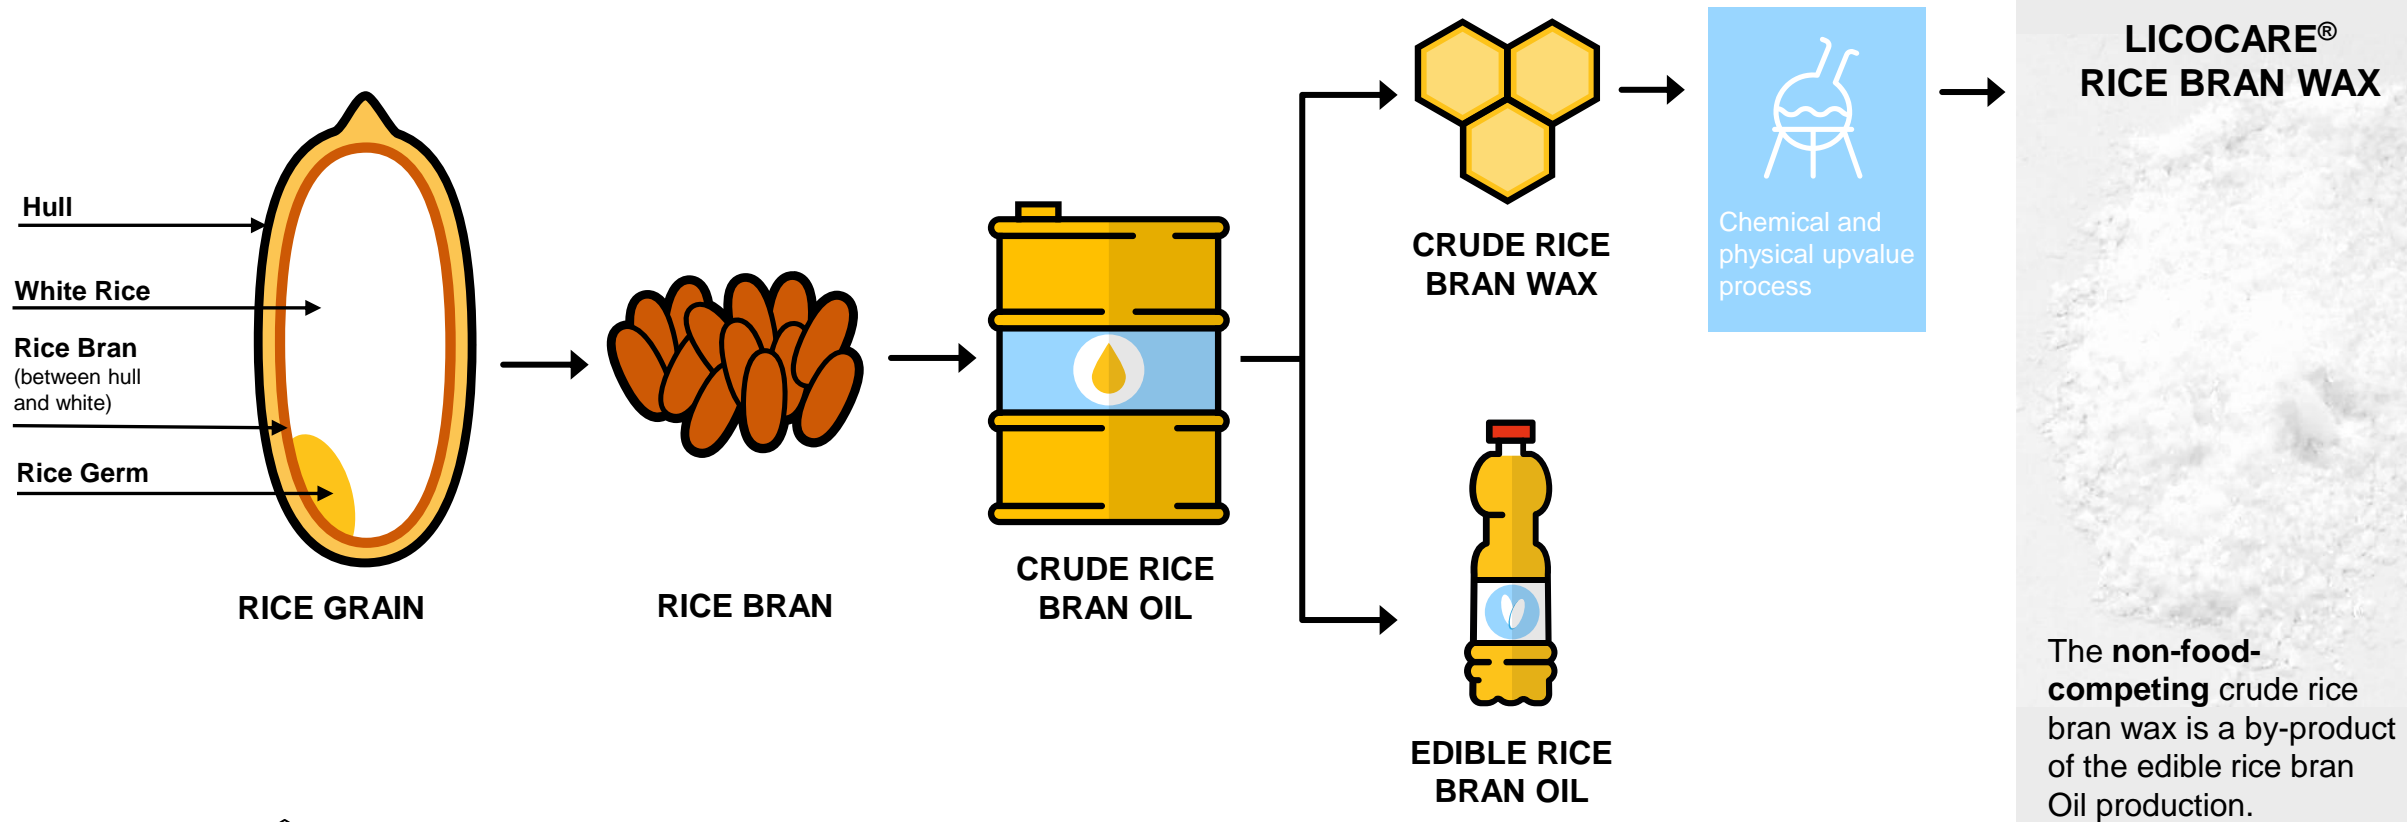 Hull
White Rice
Rice Bran
(between hull
and white)
Rice Germ
RICE GRAIN
RICE BRAN
CRUDE RICE
BRAN OIL
CRUDE RICE
BRAN WAX
Chemical and
physical upvalue
process
EDIBLE RICE
BRAN OIL
LICOCARE®
RICE BRAN WAX
The non-food-
competing crude rice
bran wax is a by-product
of the edible rice bran
Oil production.